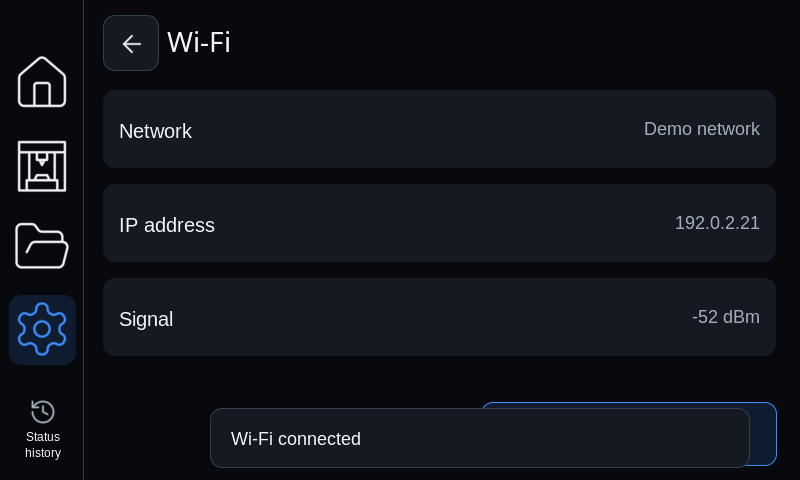 Wi-Fi
Network
Demo network
IP address
192.0.2.21
Signal
-52 dBm
Status
history
Wi-Fi connected